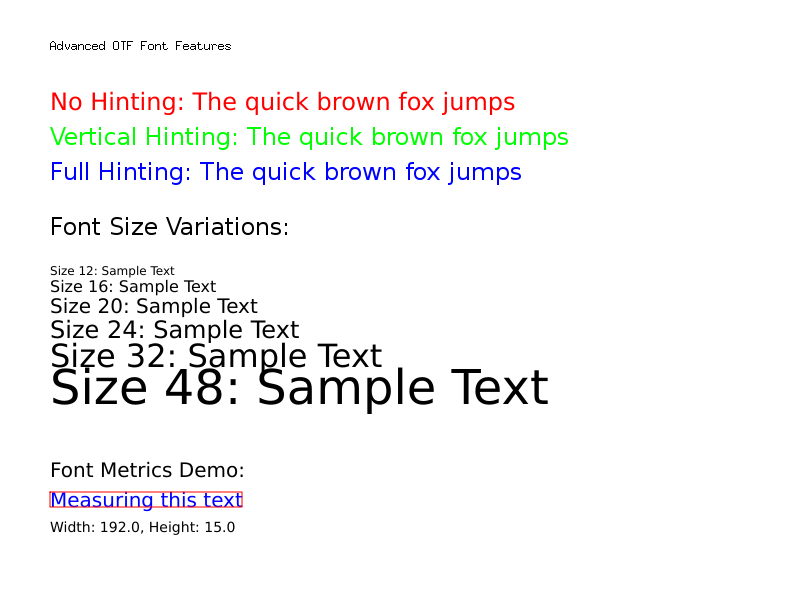 Advanced OTF Font Features
No Hinting: The quick brown fox jumps
Vertical Hinting: The quick brown fox jumps
Full Hinting: The quick brown fox jumps
Font Size Variations:
Size 12: Sample Text
Size 16: Sample Text
Size 20: Sample Text
Size 24: Sample Text
Size 32: Sample Text
Size 48: Sample Text
Font Metrics Demo:
Measuring this text
Width: 192.0, Height: 15.0